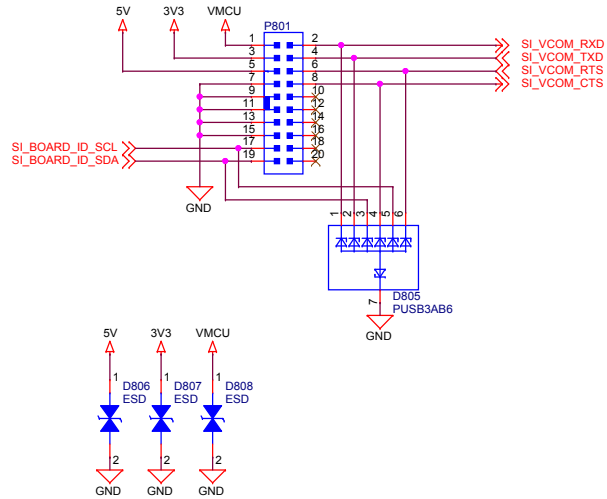 5V 3V3 VMCU P801
1 2 SI_VCOM_RXD
3 4 SI_VCOM_TXD
5 6 SI_VCOM_RTS
7 8 SI_VCOM_CTS
9 10
11 12
13 14
15 16
SI_BOARD_ID_SCL 17 18
SI_BOARD_ID_SDA 19 20
GND
1 2 3 4 5 6
7 D805
PUSB3AB6
GND
5V 3V3 VMCU
1 D806 1 D807 1 D808
ESD ESD ESD
2 2 2
GND GND GND